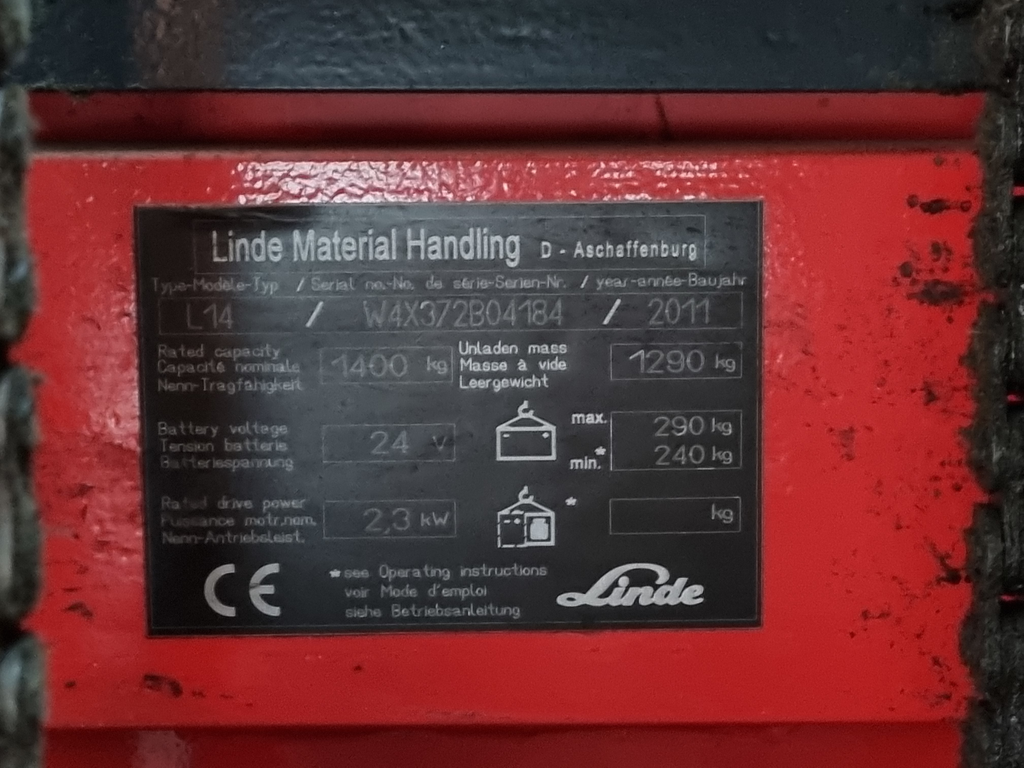 Linde Material Handling D - Aschaffenburg
Type-Modèle-Typ / Serial no.-No. de série-Serien-Nr. / year-année-Baujahr
L14 / W4X372B04184 / 2011
Rated capacity
Capacité nominale
Nenn-Tragfähigkeit
1400 kg
Unladen mass
Masse à vide
Leergewicht
1290 kg
Battery voltage
Tension batterie
Batteriespannung
24 V
max. 290 kg
min.* 240 kg
Rated drive power
Puissance motr.nom.
Nenn-Antriebsleist.
2,3 kW
* kg
CE
*see Operating instructions
voir Mode d'emploi
siehe Betriebsanleitung
Linde